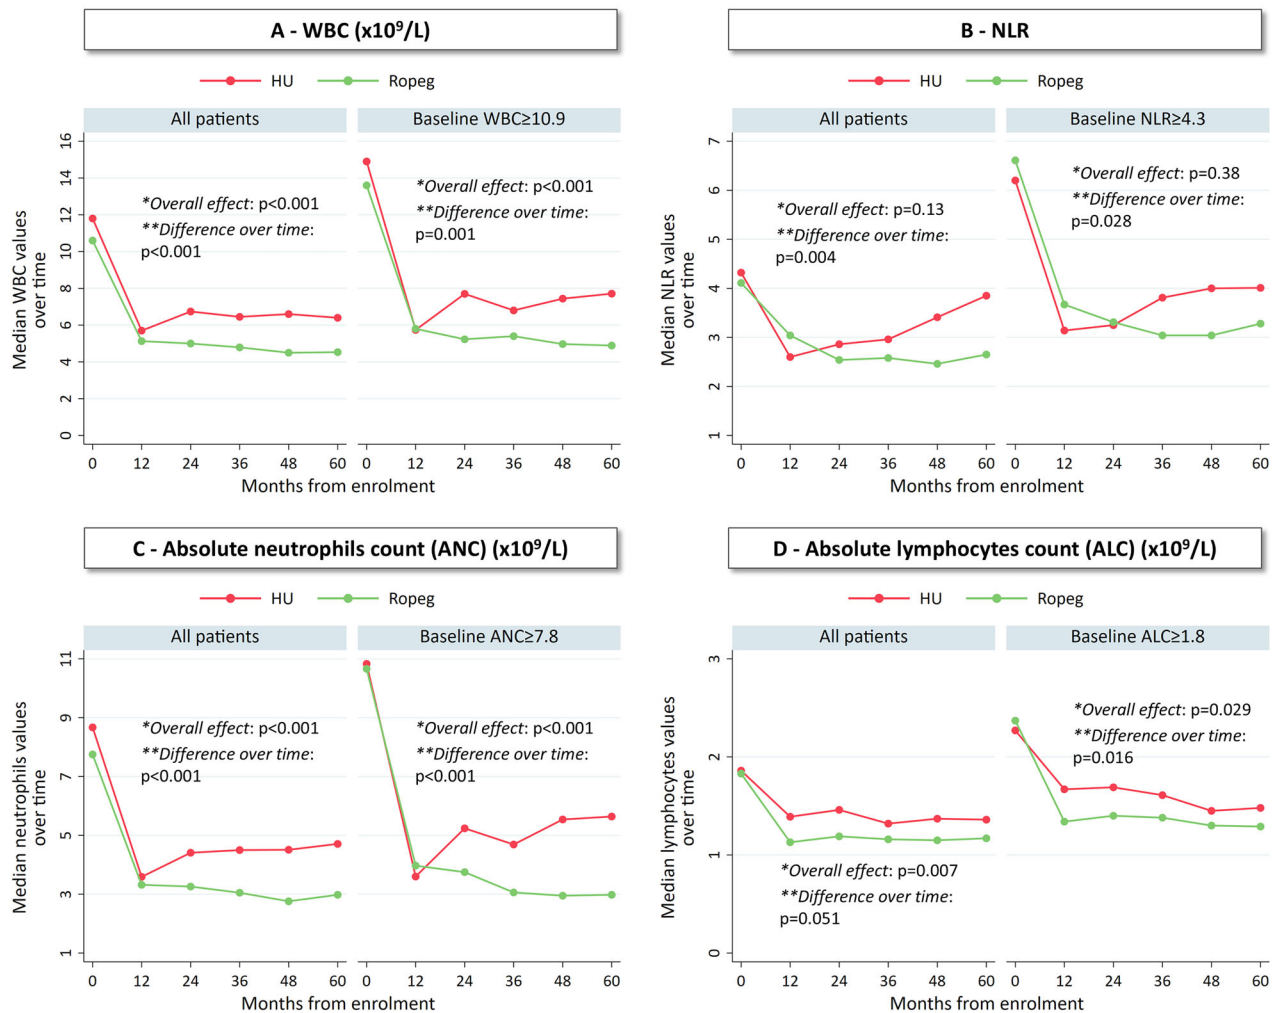 A - WBC (x10⁹/L)
HU
Ropeg
All patients
Baseline WBC≥10.9
Median WBC values
over time
16
14
12
10
8
6
4
2
0
*Overall effect: p<0.001
**Difference over time:
p<0.001
*Overall effect: p<0.001
**Difference over time:
p=0.001
0 12 24 36 48 60
0 12 24 36 48 60
Months from enrolment
B - NLR
HU
Ropeg
All patients
Baseline NLR≥4.3
Median NLR values
over time
7
6
5
4
3
2
1
*Overall effect: p=0.13
**Difference over time:
p=0.004
*Overall effect: p=0.38
**Difference over time:
p=0.028
0 12 24 36 48 60
0 12 24 36 48 60
Months from enrolment
C - Absolute neutrophils count (ANC) (x10⁹/L)
HU
Ropeg
All patients
Baseline ANC≥7.8
Median neutrophils values
over time
11
9
7
5
3
1
*Overall effect: p<0.001
**Difference over time:
p<0.001
*Overall effect: p<0.001
**Difference over time:
p<0.001
0 12 24 36 48 60
0 12 24 36 48 60
Months from enrolment
D - Absolute lymphocytes count (ALC) (x10⁹/L)
HU
Ropeg
All patients
Baseline ALC≥1.8
Median lymphocytes values
over time
3
2
1
0
*Overall effect: p=0.007
**Difference over time:
p=0.051
*Overall effect: p=0.029
**Difference over time:
p=0.016
0 12 24 36 48 60
0 12 24 36 48 60
Months from enrolment